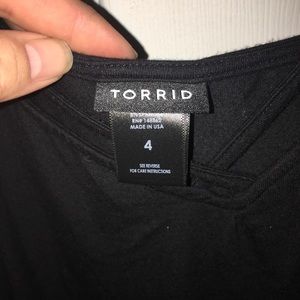 TORRID
MADE IN USA
4
SEE REVERSE
FOR CARE INSTRUCTIONS